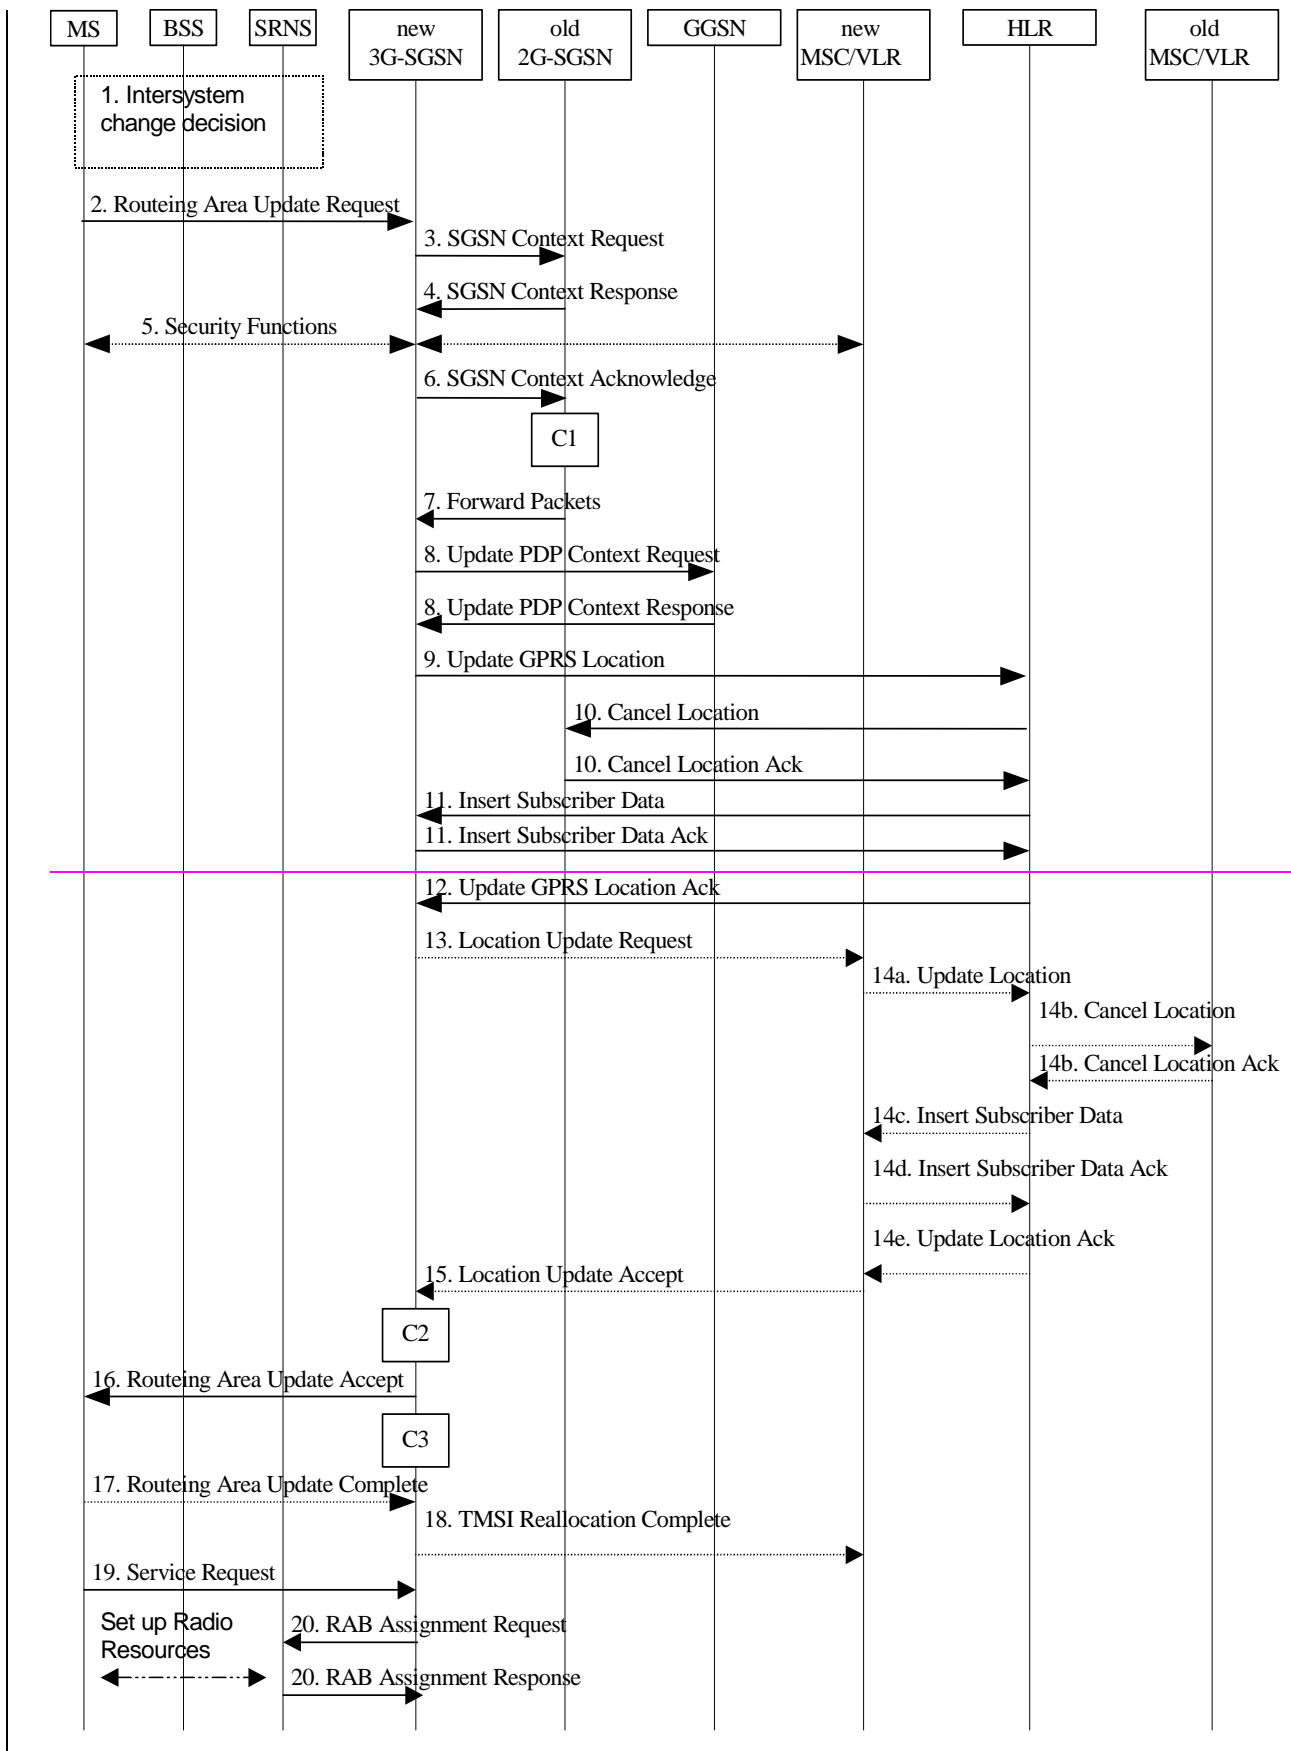 MS BSS SRNS new old GGSN new HLR old
3G-SGSN 2G-SGSN MSC/VLR MSC/VLR
1. Intersystem
change decision
2. Routeing Area Update Request
3. SGSN Context Request
4. SGSN Context Response
5. Security Functions
6. SGSN Context Acknowledge
C1
7. Forward Packets
8. Update PDP Context Request
8. Update PDP Context Response
9. Update GPRS Location
10. Cancel Location
10. Cancel Location Ack
11. Insert Subscriber Data
11. Insert Subscriber Data Ack
12. Update GPRS Location Ack
13. Location Update Request
14a. Update Location
14b. Cancel Location
14b. Cancel Location Ack
14c. Insert Subscriber Data
14d. Insert Subscriber Data Ack
14e. Update Location Ack
15. Location Update Accept
C2
16. Routeing Area Update Accept
C3
17. Routeing Area Update Complete
18. TMSI Reallocation Complete
19. Service Request
Set up Radio
Resources
20. RAB Assignment Request
20. RAB Assignment Response